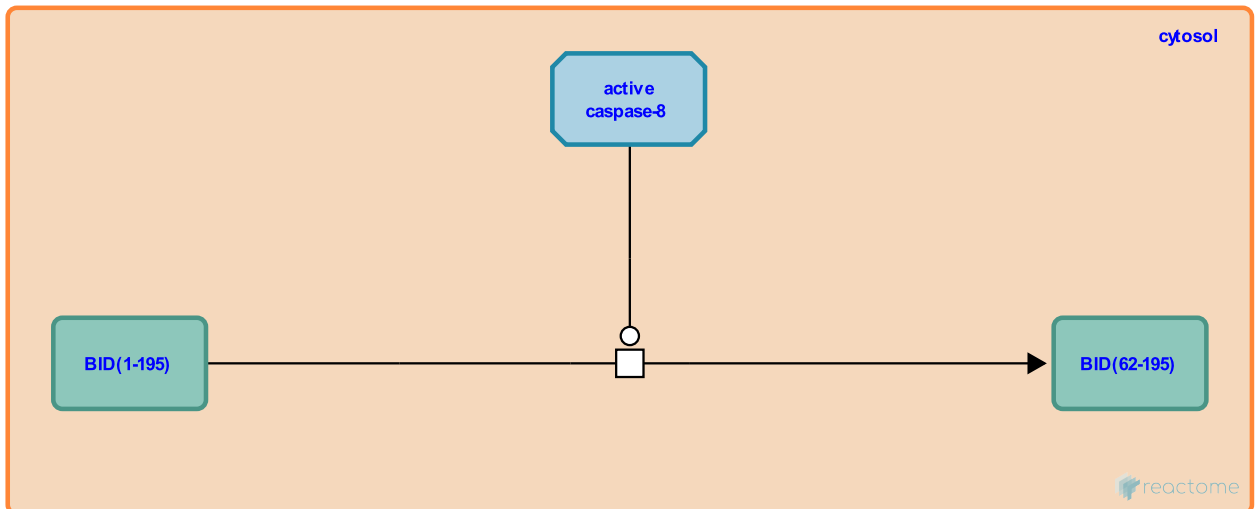 cytosol
active
caspase-8
BID(1-195)
BID(62-195)
reactome